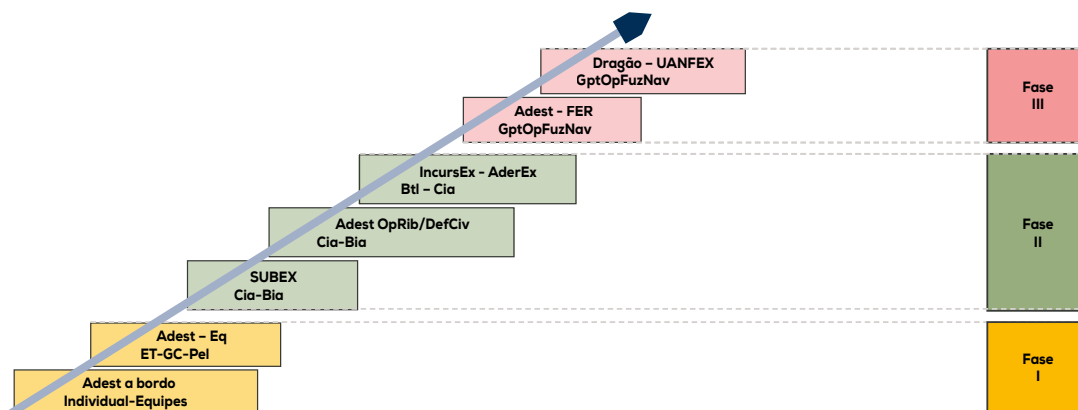 Dragão – UANFEX
GptOpFuzNav
Fase
III
Adest - FER
GptOpFuzNav
IncursEx - AderEx
Btl – Cia
Adest OpRib/DefCiv
Cia-Bia
Fase
II
SUBEX
Cia-Bia
Adest – Eq
ET-GC-Pel
Fase
I
Adest a bordo
Individual-Equipes